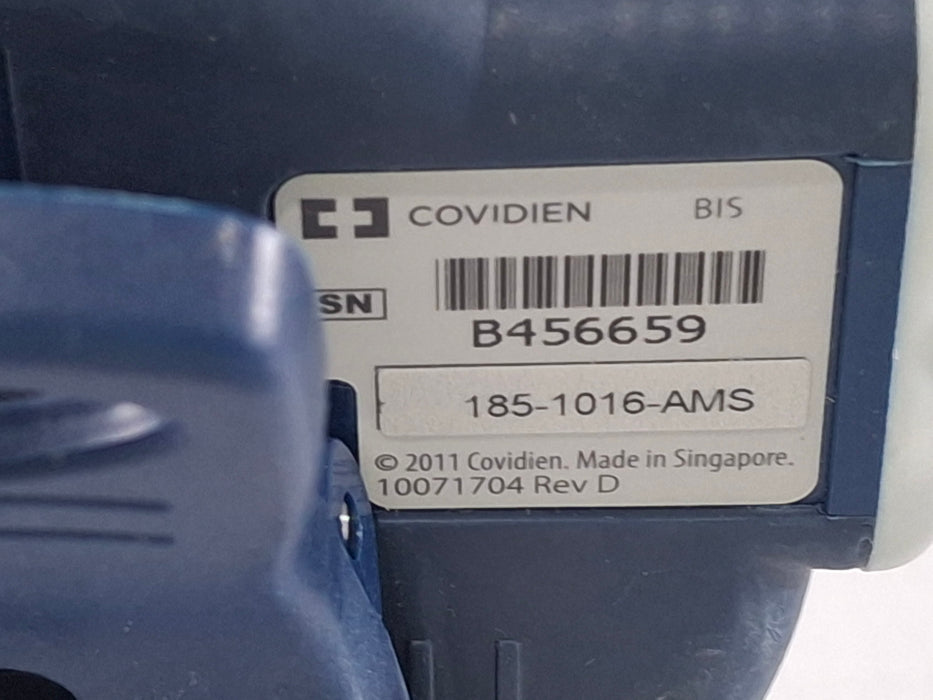 COVIDIEN BIS
SN
B456659
185-1016-AMS
© 2011 Covidien. Made in Singapore.
10071704 Rev D